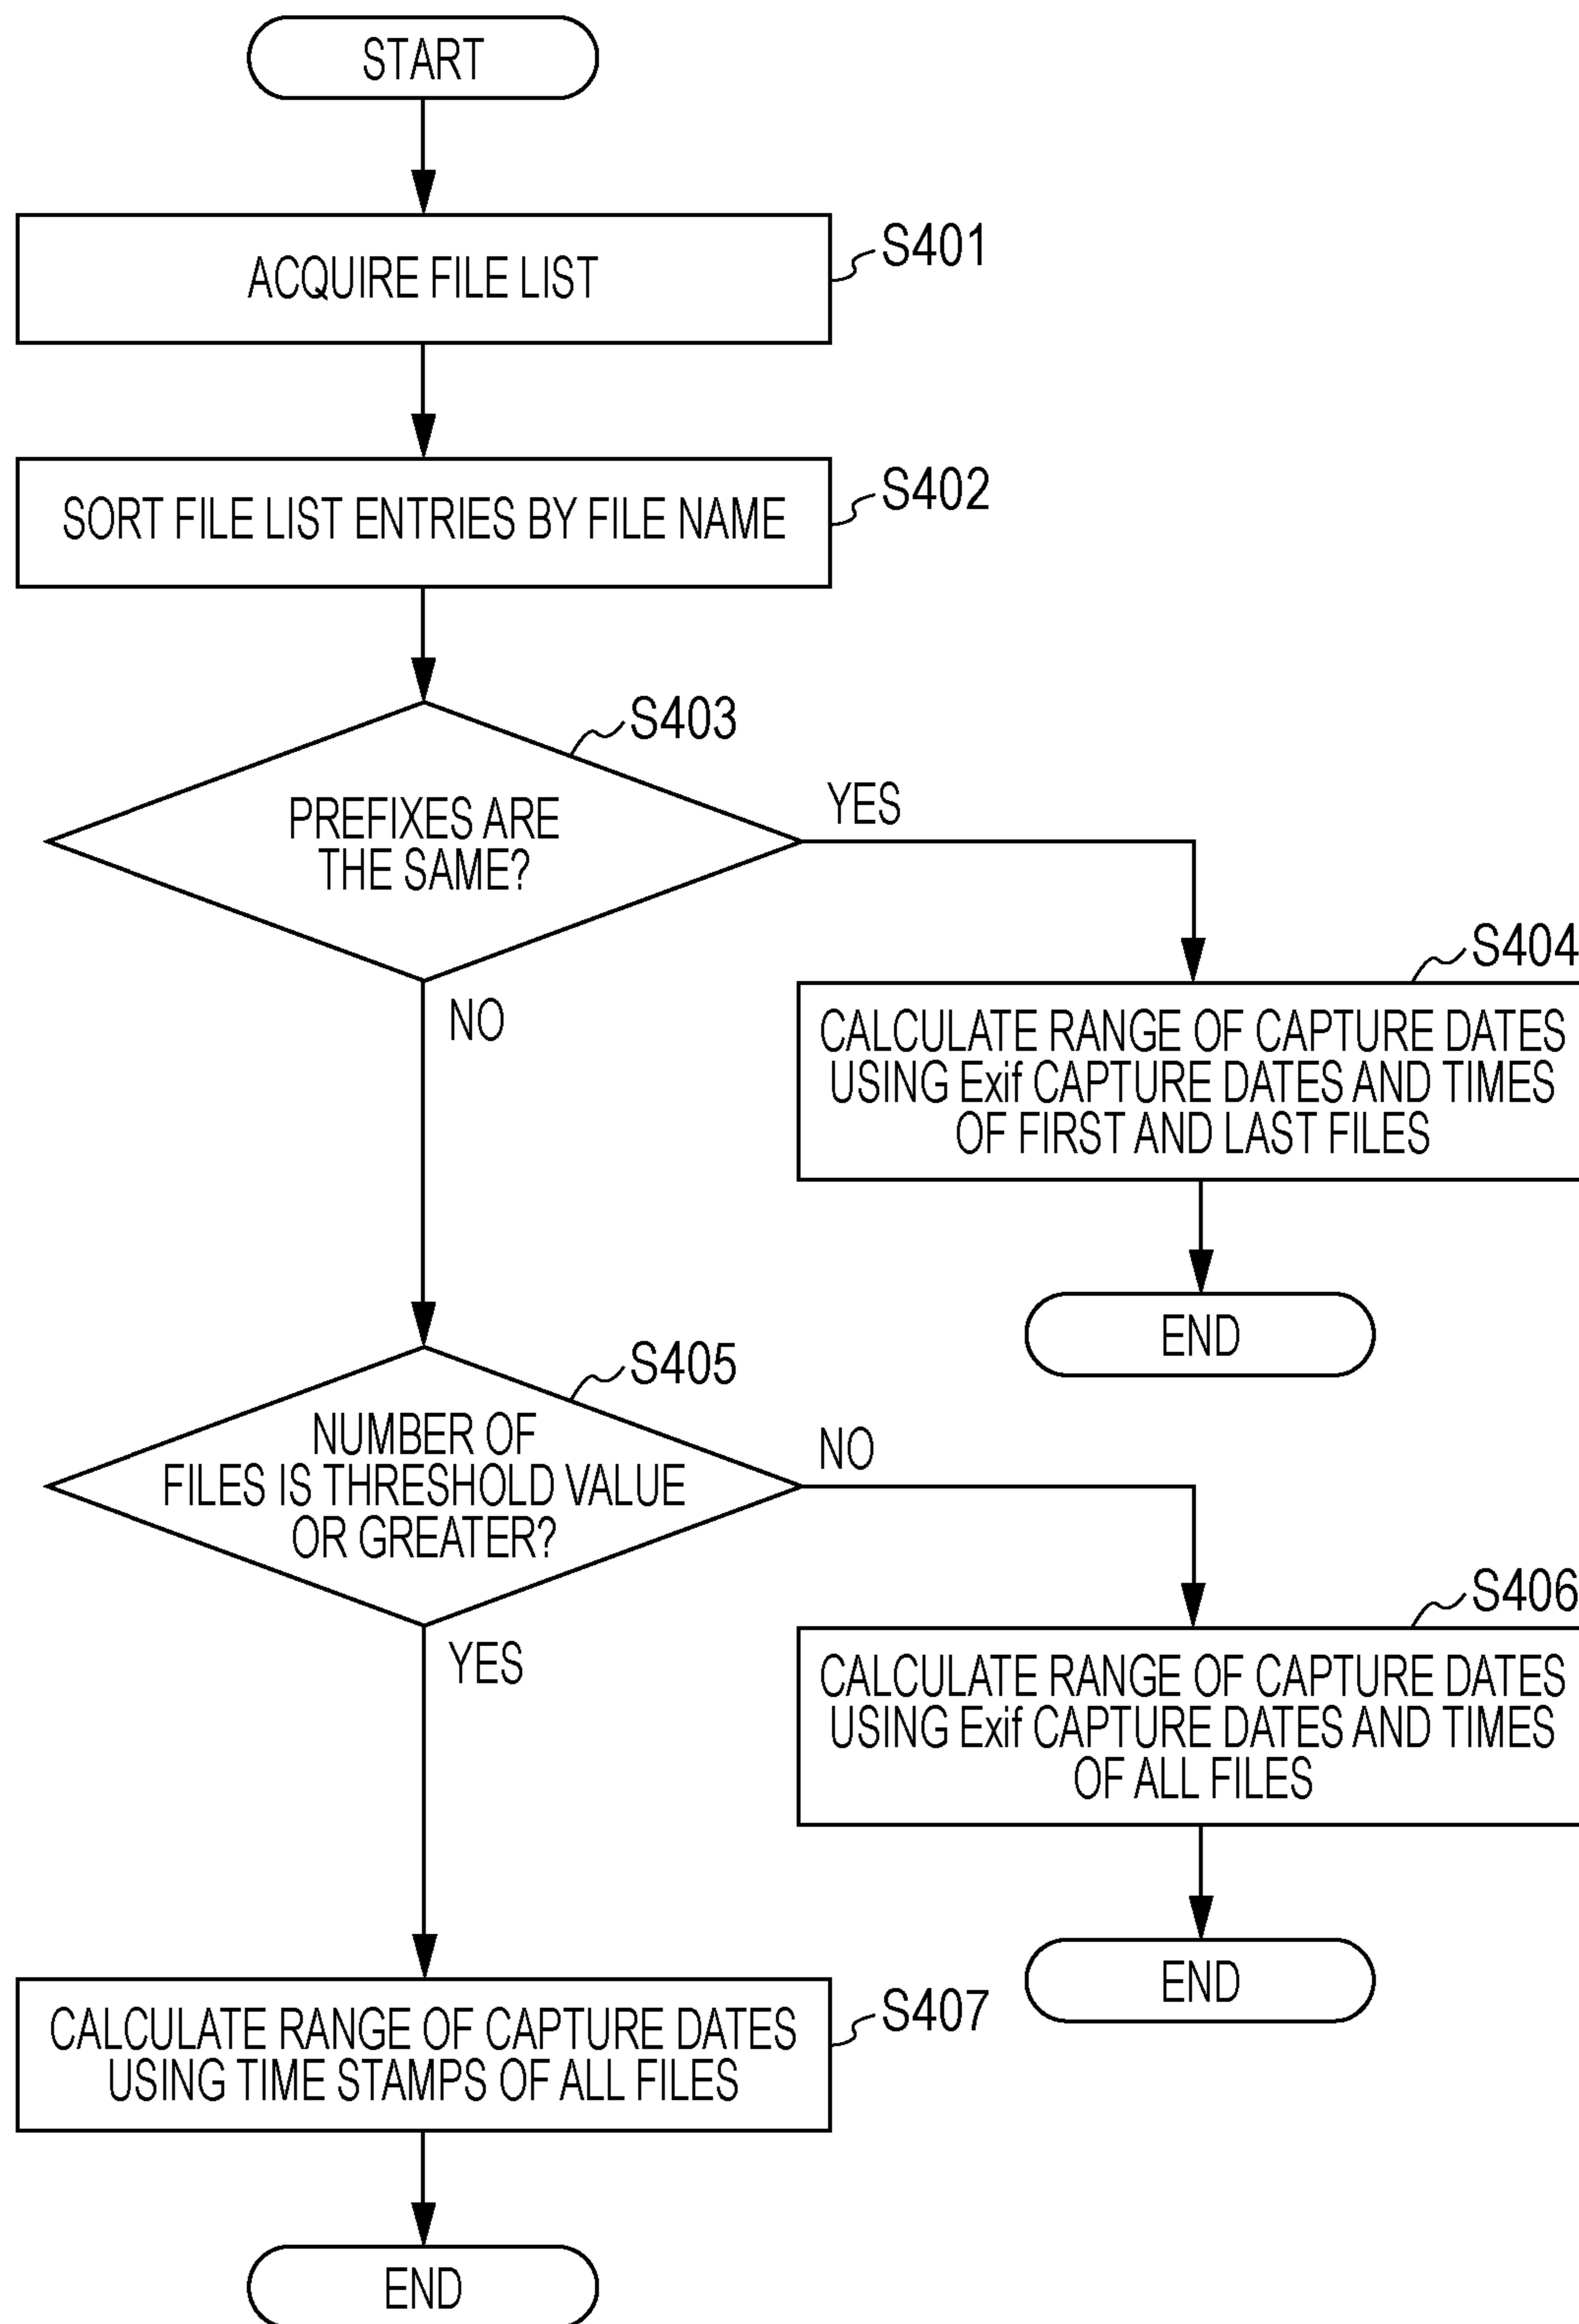 START
ACQUIRE FILE LIST
S401
SORT FILE LIST ENTRIES BY FILE NAME
S402
S403
PREFIXES ARE
THE SAME?
YES
NO
S404
CALCULATE RANGE OF CAPTURE DATES
USING Exif CAPTURE DATES AND TIMES
OF FIRST AND LAST FILES
END
S405
NUMBER OF
FILES IS THRESHOLD VALUE
OR GREATER?
NO
YES
S406
CALCULATE RANGE OF CAPTURE DATES
USING Exif CAPTURE DATES AND TIMES
OF ALL FILES
END
CALCULATE RANGE OF CAPTURE DATES
USING TIME STAMPS OF ALL FILES
S407
END